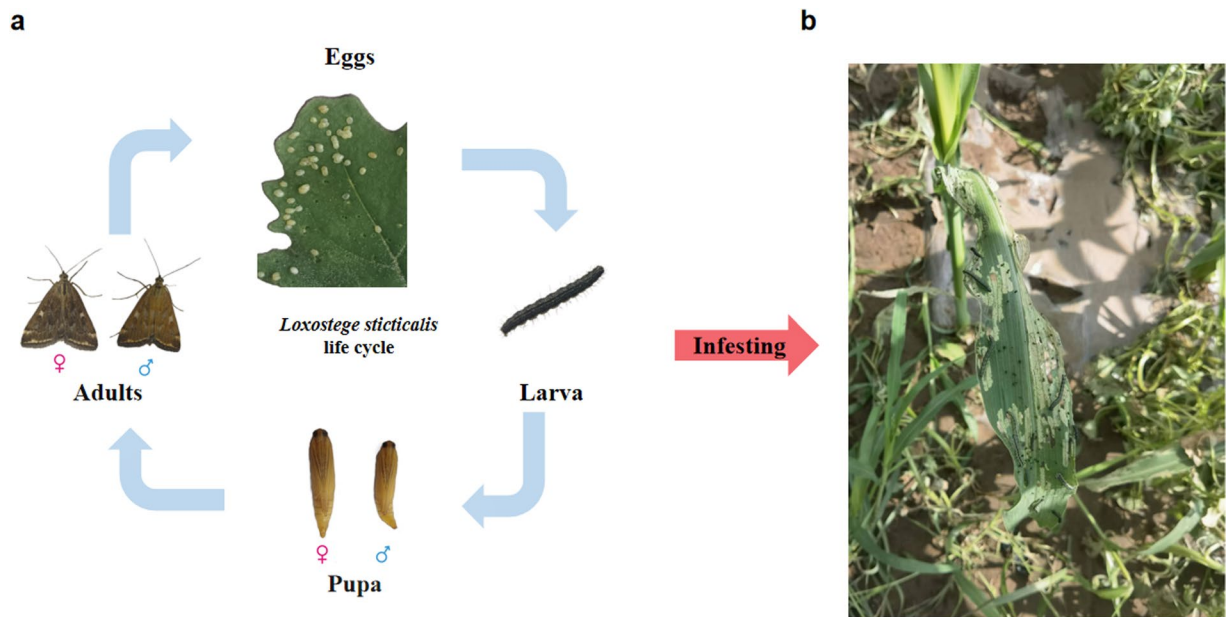 a
b
Eggs
Loxostege sticticalis
life cycle
Infesting
♀
♂
Adults
Larva
♀
♂
Pupa